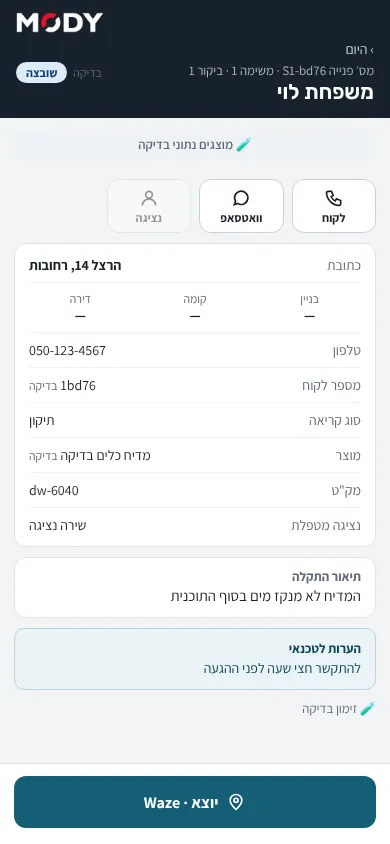 MODY
‹ היום
מס׳ פנייה S1-bd76 · משימה 1 · ביקור 1
בדיקה שובצה
משפחת לוי
🧪 מוצגים נתוני בדיקה
לקוח
וואטסאפ
נציגה
כתובת הרצל 14, רחובות
בניין קומה דירה
— — —
טלפון 050-123-4567
מספר לקוח 1bd76 בדיקה
סוג קריאה תיקון
מוצר מדיח כלים בדיקה בדיקה
מק"ט dw-6040
נציגה מטפלת שירה נציגה
תיאור התקלה
המדיח לא מנקז מים בסוף התוכנית
הערות לטכנאי
להתקשר חצי שעה לפני ההגעה
🧪 זימון בדיקה
יוצא · Waze